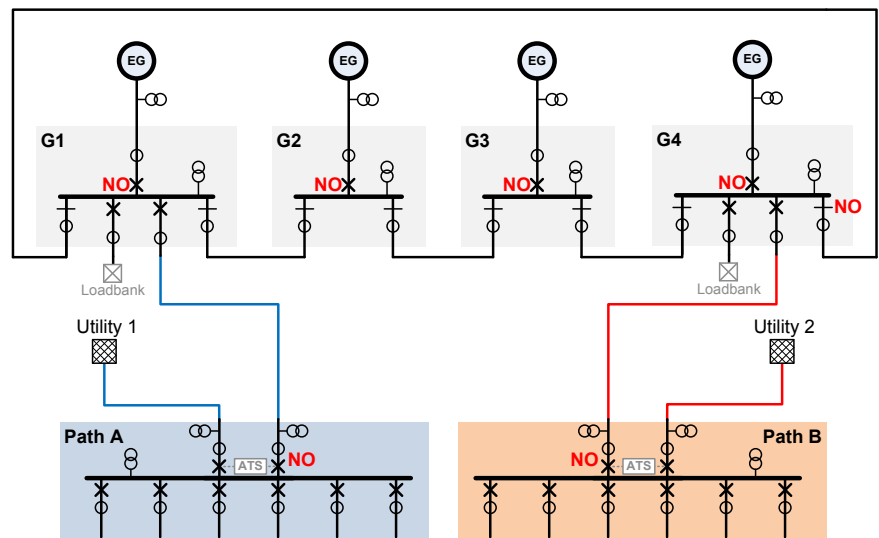 EG
EG
EG
EG
G1
G2
G3
G4
NO
NO
NO
NO
NO
Loadbank
Loadbank
Utility 1
Utility 2
Path A
ATS
NO
NO
ATS
Path B